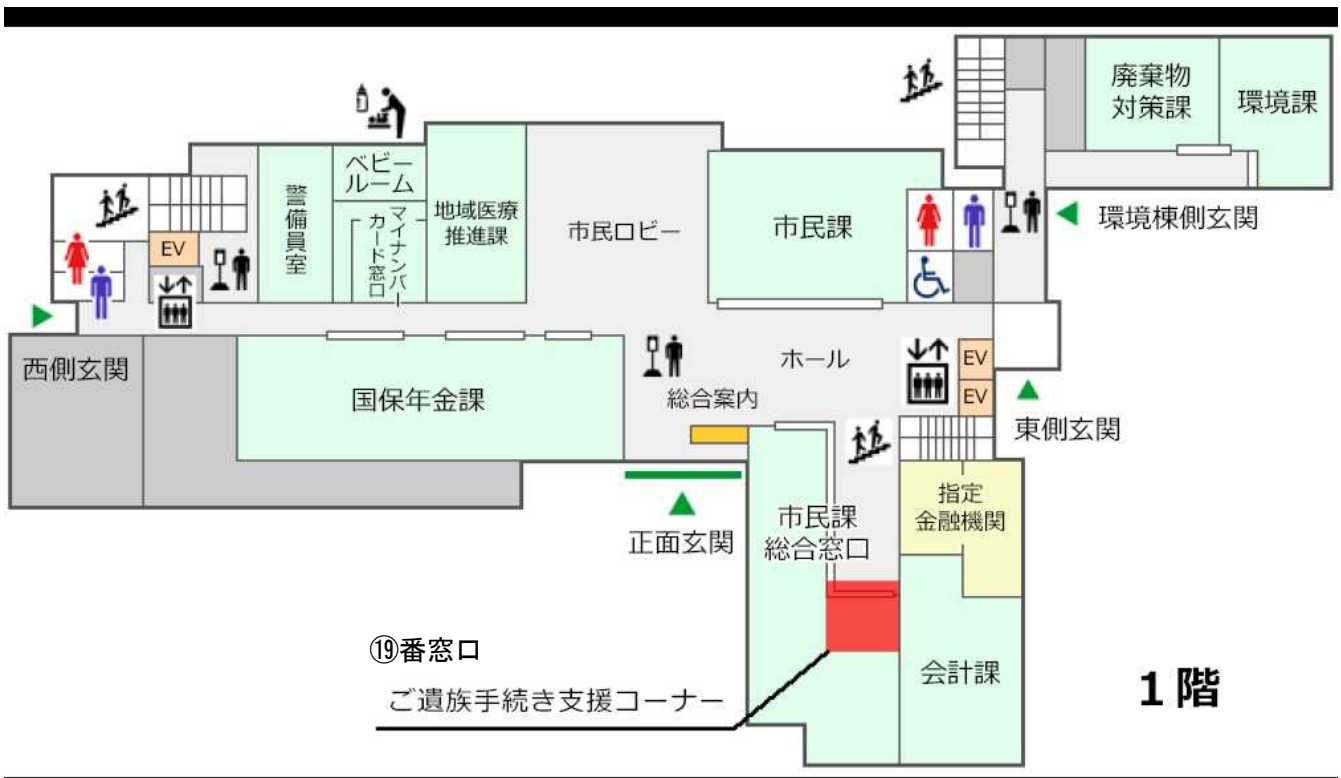 廃棄物
対策課
環境課
ベビー
ルーム
警備員室
マイナンバー
カード窓口
地域医療
推進課
市民ロビー
市民課
環境棟側玄関
EV
西側玄関
国保年金課
ホール
総合案内
EV
EV
東側玄関
正面玄関
市民課
総合窓口
指定
金融機関
⑲番窓口
ご遺族手続き支援コーナー
会計課
1階